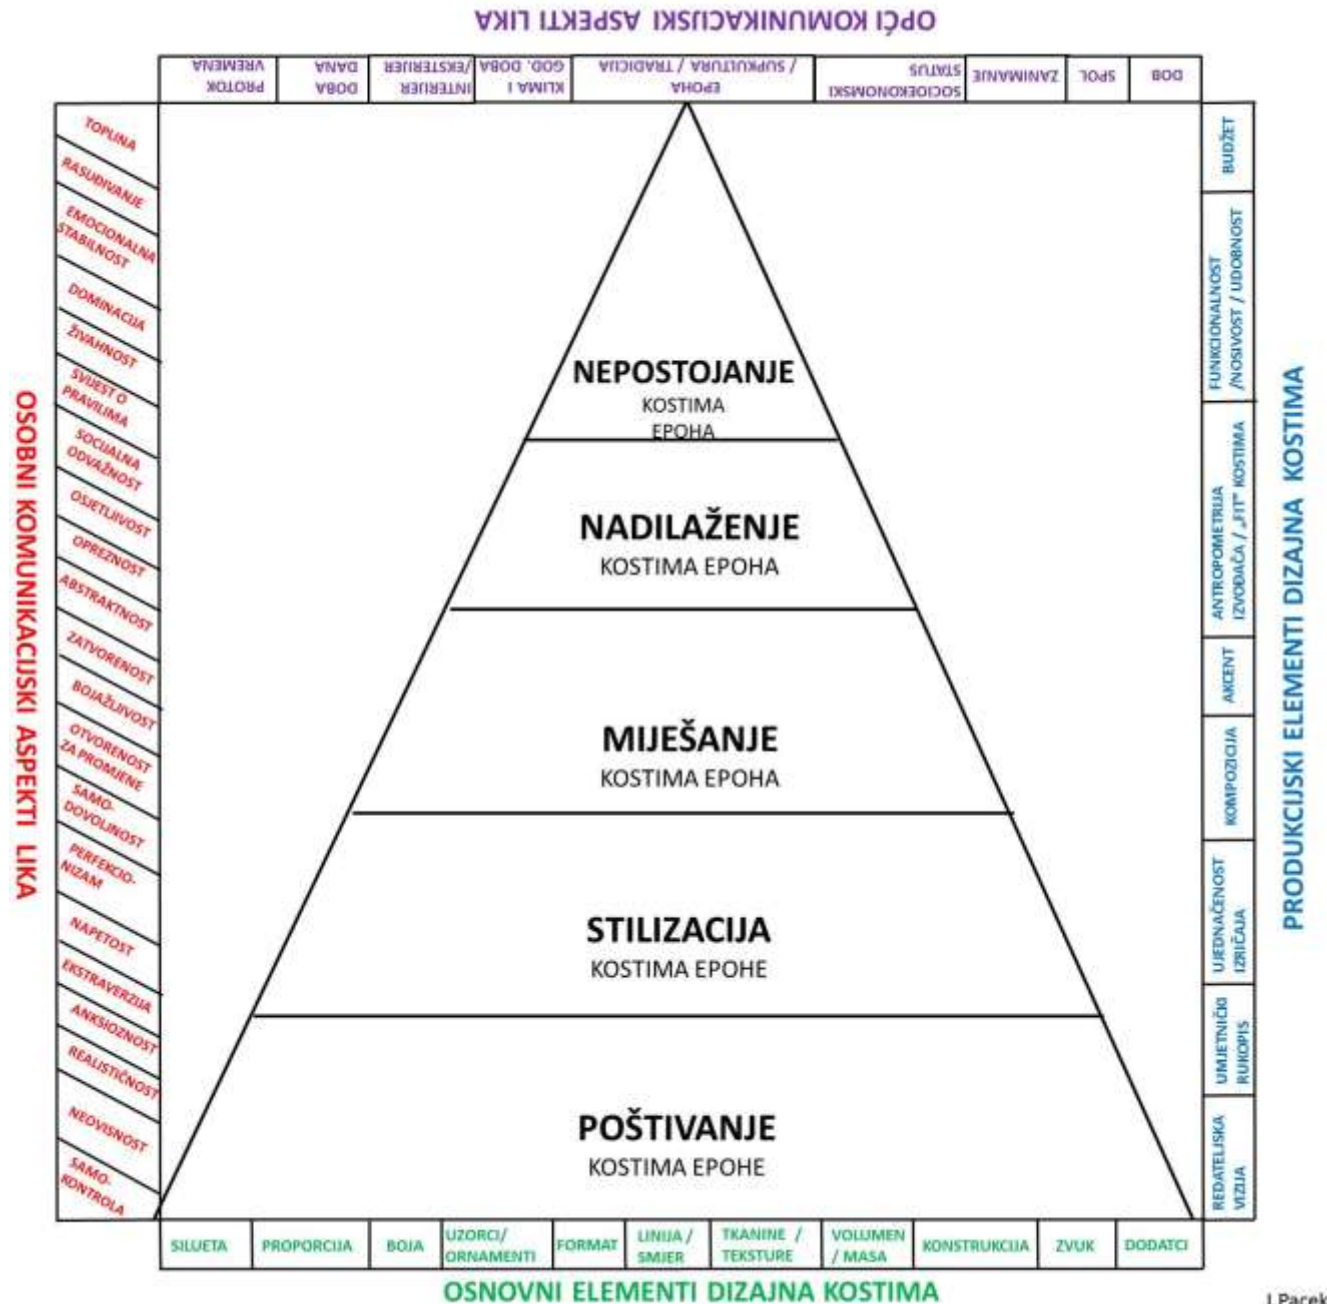 OPĆI KOMUNIKACIJSKI ASPEKTI LIKA
DOB
SPOL
ZANIMANJE
SOCIOEKONOMSKI
STATUS
EPOHA
/ SUPKULTURA / TRADICIJA
KLIMA I
GOD. DOBA
INTERIJER
/EKSTERIJER
DOBA
DANA
PROTOK
VREMENA
OSOBNI KOMUNIKACIJSKI ASPEKTI LIKA
TOPLINA
RASUĐIVANJE
EMOCIONALNA
STABILNOST
DOMINACIJA
ŽIVAHNOST
SVIJEST O
PRAVILIMA
SOCIJALNA
ODVAŽNOST
OSJETLJIVOST
OPREZNOST
ABSTRAKTNOST
ZATVORENOST
BOJAŽLJIVOST
OTVORENOST
ZA PROMJENE
SAMO-
DOVOLJNOST
PERFEKCIO-
NIZAM
NAPETOST
EKSTRAVERZIJA
ANKSIOZNOST
REALISTIČNOST
NEOVISNOST
SAMO-
KONTROLA
NEPOSTOJANJE
KOSTIMA
EPOHA
NADILAŽENJE
KOSTIMA EPOHA
MIJEŠANJE
KOSTIMA EPOHA
STILIZACIJA
KOSTIMA EPOHE
POŠTIVANJE
KOSTIMA EPOHE
BUDŽET
FUNKCIONALNOST
/NOSIVOST / UDOBNOST
ANTROPOMETRIJA
IZVOĐAČA / „FIT" KOSTIMA
AKCENT
KOMPOZICIJA
UJEDNAČENOST
IZRIČAJA
UMJETNIČKI
RUKOPIS
REDATELJSKA
VIZIJA
PRODUKCIJSKI ELEMENTI DIZAJNA KOSTIMA
SILUETA
PROPORCIJA
BOJA
UZORCI/
ORNAMENTI
FORMAT
LINIJA /
SMJER
TKANINE /
TEKSTURE
VOLUMEN
/ MASA
KONSTRUKCIJA
ZVUK
DODATCI
OSNOVNI ELEMENTI DIZAJNA KOSTIMA